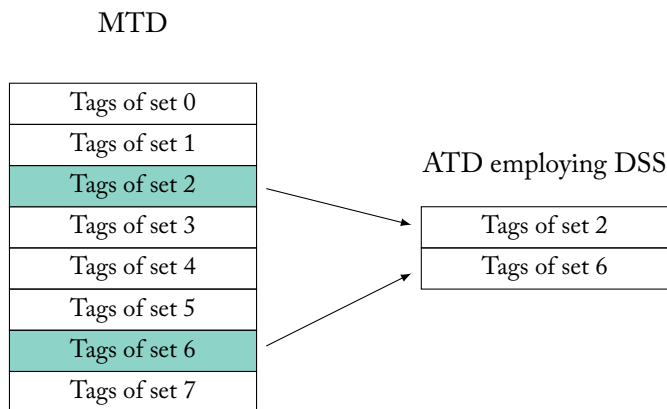 MTD
Tags of set 0
Tags of set 1
Tags of set 2
Tags of set 3
Tags of set 4
Tags of set 5
Tags of set 6
Tags of set 7
ATD employing DSS
Tags of set 2
Tags of set 6